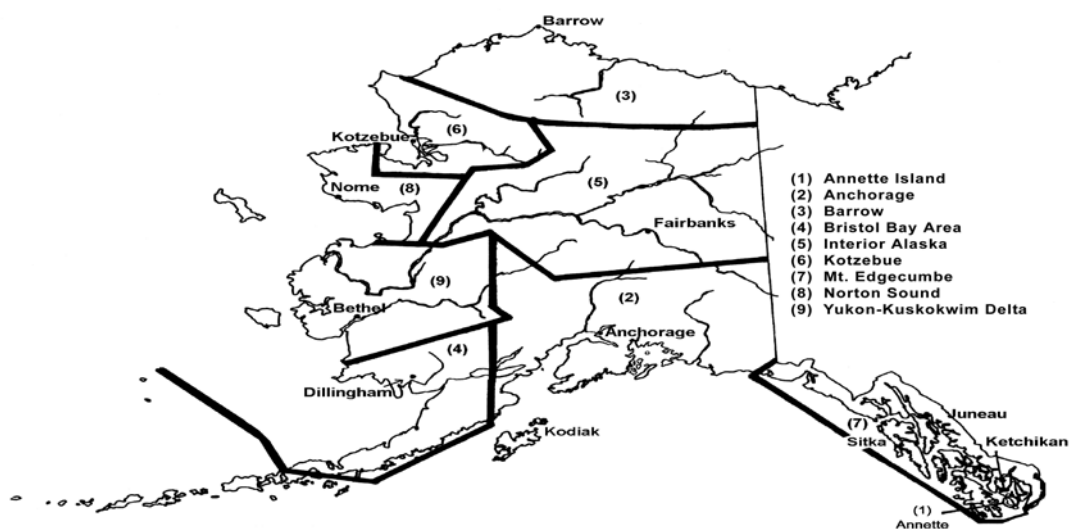 Barrow
(3)
(6)
Kotzebue
Nome
(8)
(5)
Fairbanks
(1) Annette Island
(2) Anchorage
(3) Barrow
(4) Bristol Bay Area
(5) Interior Alaska
(6) Kotzebue
(7) Mt. Edgecumbe
(8) Norton Sound
(9) Yukon-Kuskokwim Delta
(9)
Bethel
(2)
Anchorage
(4)
Dillingham
Kodiak
(7)
Sitka
Juneau
Ketchikan
(1)
Annette